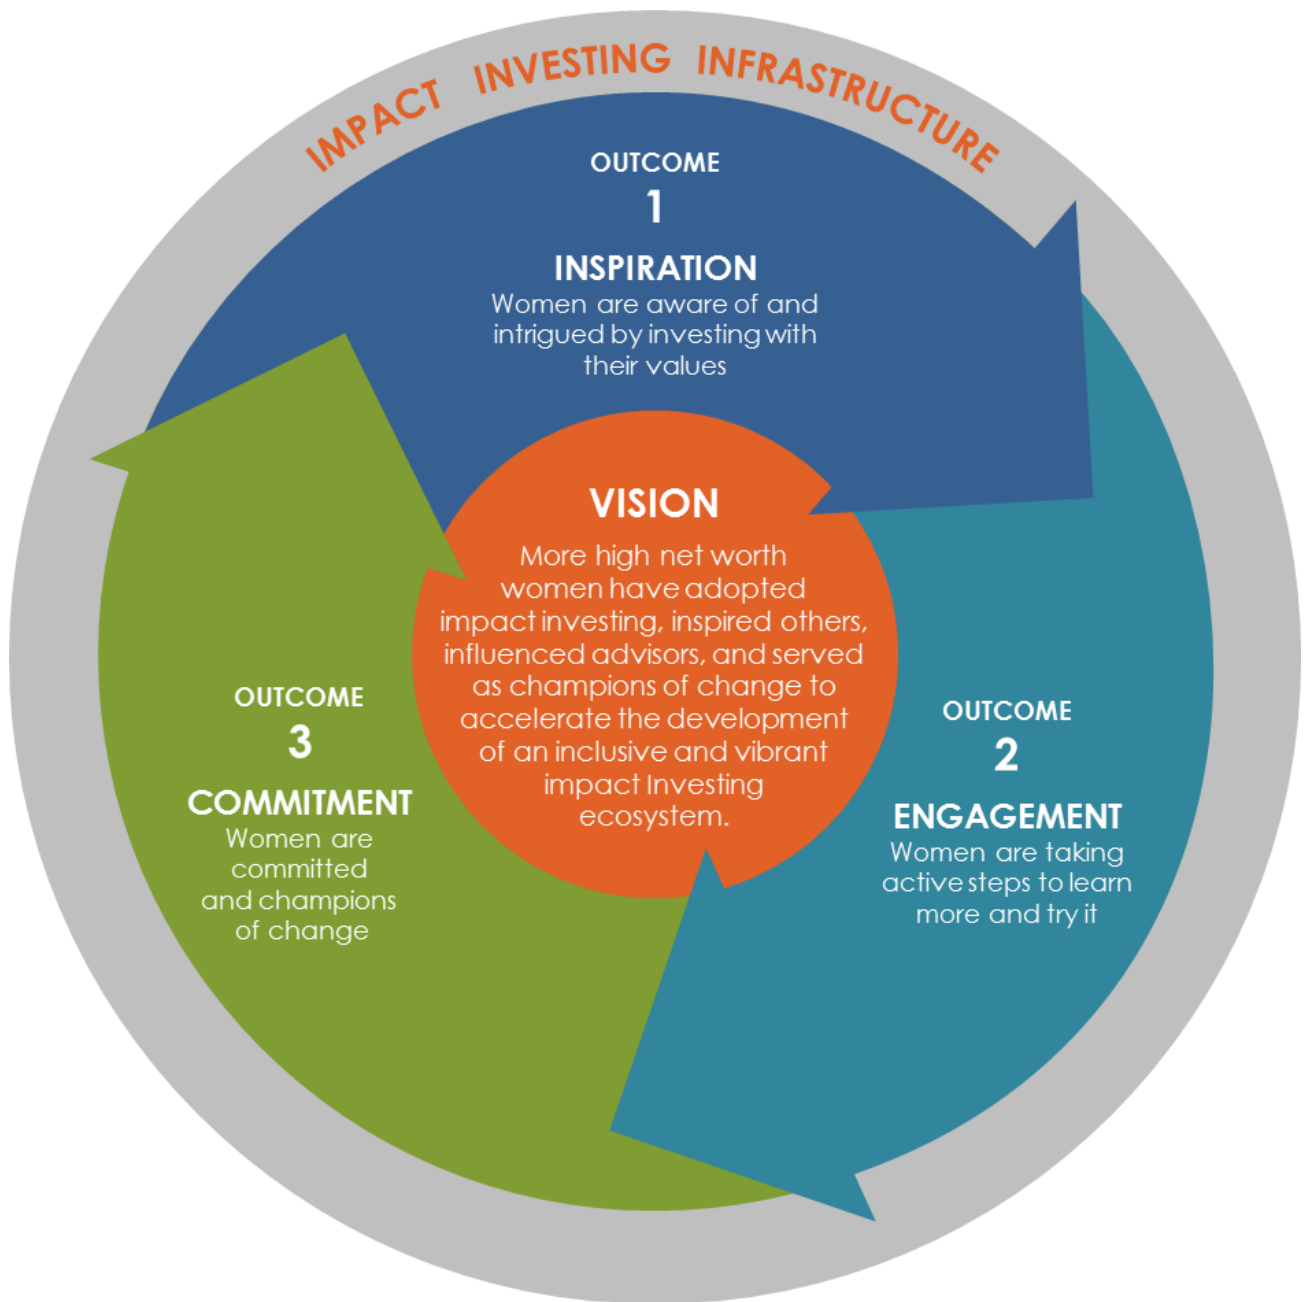 IMPACT INVESTING INFRASTRUCTURE
OUTCOME
1
INSPIRATION
Women are aware of and
intrigued by investing with
their values
VISION
More high net worth
women have adopted
impact investing, inspired others,
influenced advisors, and served
as champions of change to
accelerate the development
of an inclusive and vibrant
impact Investing
ecosystem.
OUTCOME
2
ENGAGEMENT
Women are taking
active steps to learn
more and try it
OUTCOME
3
COMMITMENT
Women are
committed
and champions
of change